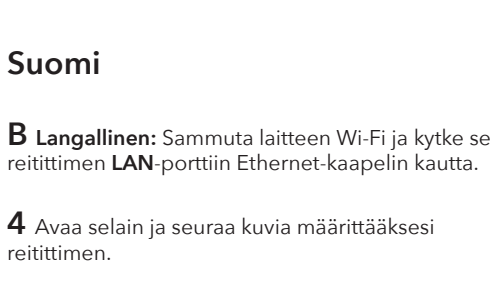 Suomi
B Langallinen: Sammuta laitteen Wi-Fi ja kytke se
reitittimen LAN-porttiin Ethernet-kaapelin kautta.
4 Avaa selain ja seuraa kuvia määrittääksesi
reitittimen.